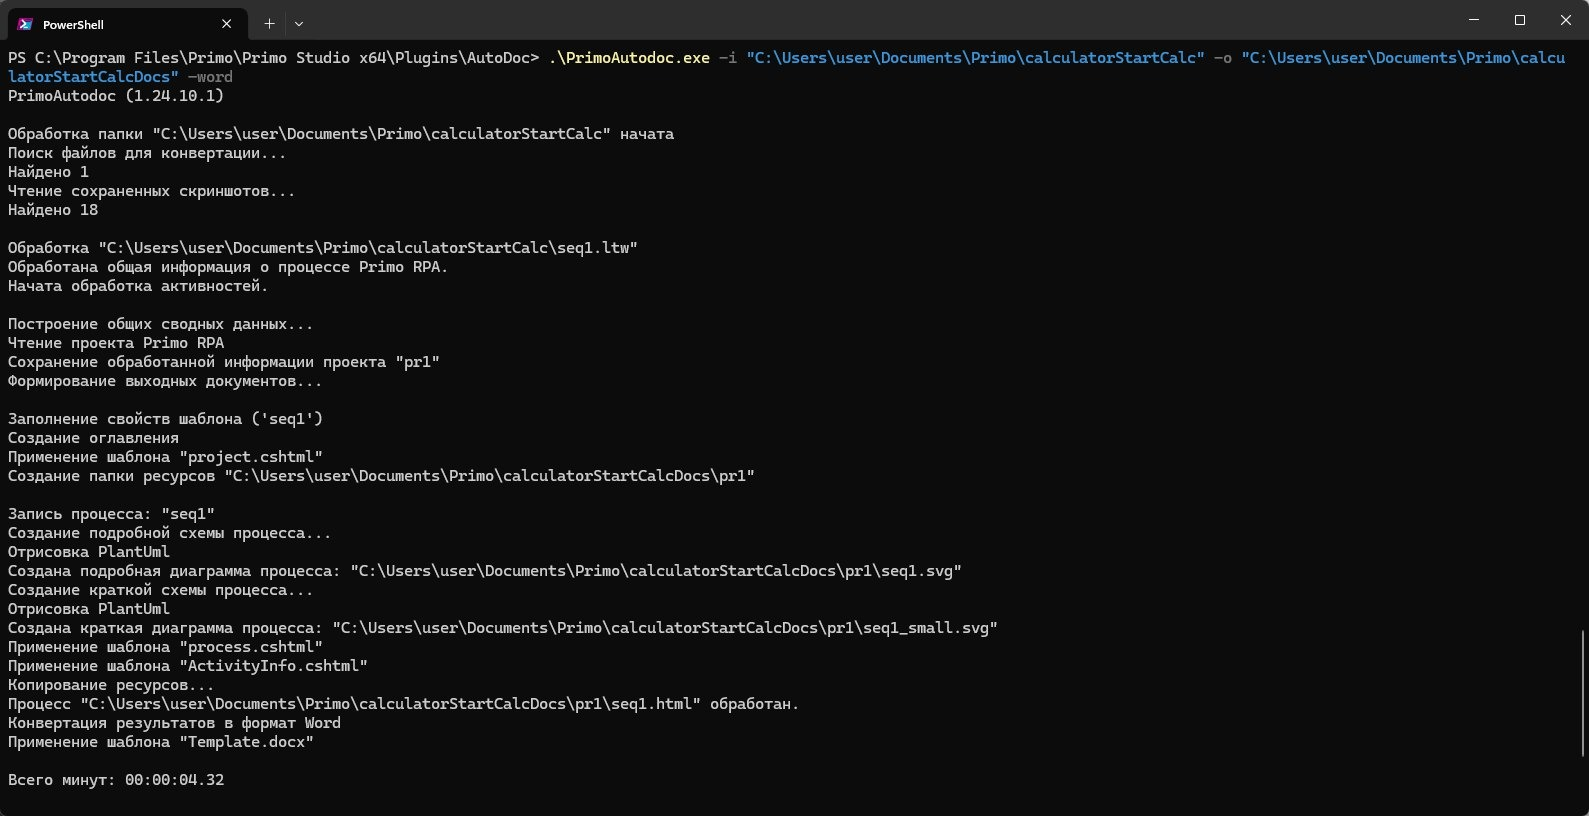 PowerShell
PS C:\Program Files\Primo\Primo Studio x64\Plugins\AutoDoc> .\PrimoAutodoc.exe -i "C:\Users\user\Documents\Primo\calculatorStartCalc" -o "C:\Users\user\Documents\Primo\calcu
latorStartCalcDocs" -word
PrimoAutodoc (1.24.10.1)
Обработка папки "C:\Users\user\Documents\Primo\calculatorStartCalc" начата
Поиск файлов для конвертации...
Найдено 1
Чтение сохраненных скриншотов...
Найдено 18
Обработка "C:\Users\user\Documents\Primo\calculatorStartCalc\seq1.ltw"
Обработана общая информация о процессе Primo RPA.
Начата обработка активностей.
Построение общих сводных данных...
Чтение проекта Primo RPA
Сохранение обработанной информации проекта "pr1"
Формирование выходных документов...
Заполнение свойств шаблона ('seq1')
Создание оглавления
Применение шаблона "project.cshtml"
Создание папки ресурсов "C:\Users\user\Documents\Primo\calculatorStartCalcDocs\pr1"
Запись процесса: "seq1"
Создание подробной схемы процесса...
Отрисовка PlantUml
Создана подробная диаграмма процесса: "C:\Users\user\Documents\Primo\calculatorStartCalcDocs\pr1\seq1.svg"
Создание краткой схемы процесса...
Отрисовка PlantUml
Создана краткая диаграмма процесса: "C:\Users\user\Documents\Primo\calculatorStartCalcDocs\pr1\seq1_small.svg"
Применение шаблона "process.cshtml"
Применение шаблона "ActivityInfo.cshtml"
Копирование ресурсов...
Процесс "C:\Users\user\Documents\Primo\calculatorStartCalcDocs\pr1\seq1.html" обработан.
Конвертация результатов в формат Word
Применение шаблона "Template.docx"
Всего минут: 00:00:04.32